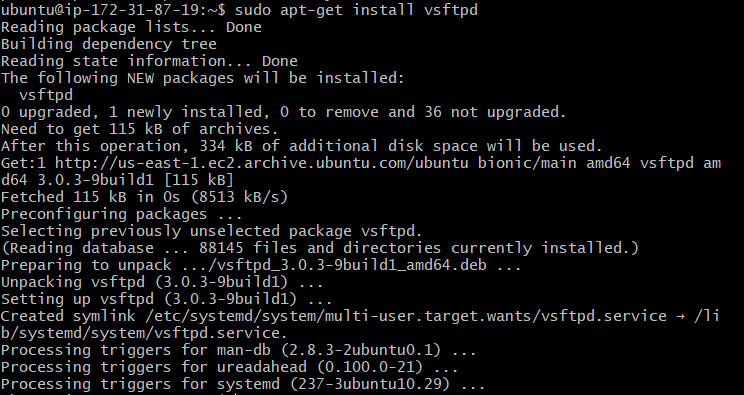 ubuntu@ip-172-31-87-19:~$ sudo apt-get install vsftpd
Reading package lists... Done
Building dependency tree
Reading state information... Done
The following NEW packages will be installed:
  vsftpd
0 upgraded, 1 newly installed, 0 to remove and 36 not upgraded.
Need to get 115 kB of archives.
After this operation, 334 kB of additional disk space will be used.
Get:1 http://us-east-1.ec2.archive.ubuntu.com/ubuntu bionic/main amd64 vsftpd am
d64 3.0.3-9build1 [115 kB]
Fetched 115 kB in 0s (8513 kB/s)
Preconfiguring packages ...
Selecting previously unselected package vsftpd.
(Reading database ... 88145 files and directories currently installed.)
Preparing to unpack .../vsftpd_3.0.3-9build1_amd64.deb ...
Unpacking vsftpd (3.0.3-9build1) ...
Setting up vsftpd (3.0.3-9build1) ...
Created symlink /etc/systemd/system/multi-user.target.wants/vsftpd.service → /li
b/systemd/system/vsftpd.service.
Processing triggers for man-db (2.8.3-2ubuntu0.1) ...
Processing triggers for ureadahead (0.100.0-21) ...
Processing triggers for systemd (237-3ubuntu10.29) ...